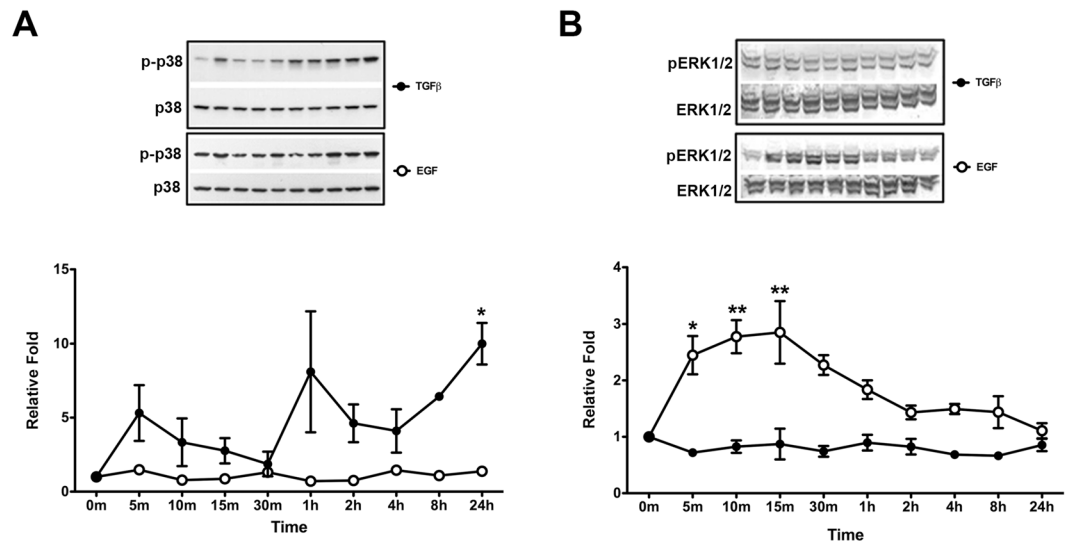 A
p-p38
p38
TGFβ
p-p38
p38
EGF
15
10
5
0
Relative Fold
*
0m 5m 10m 15m 30m 1h 2h 4h 8h 24h
Time
B
pERK1/2
ERK1/2
TGFβ
pERK1/2
ERK1/2
EGF
4
3
2
1
0
Relative Fold
* ** **
0m 5m 10m 15m 30m 1h 2h 4h 8h 24h
Time